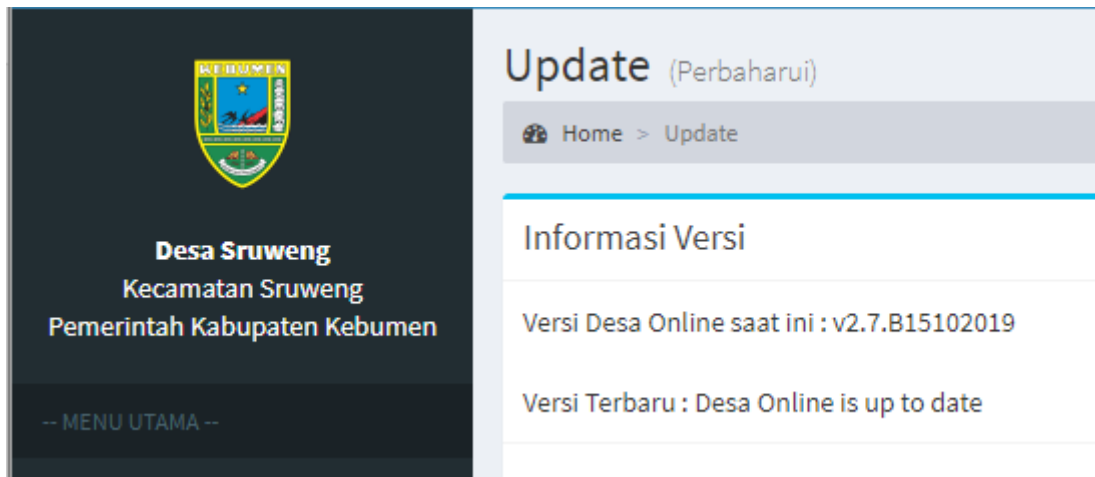 KEBUMEN
Desa Sruweng
Kecamatan Sruweng
Pemerintah Kabupaten Kebumen
-- MENU UTAMA --
Update (Perbaharui)
Home > Update
Informasi Versi
Versi Desa Online saat ini : v2.7.B15102019
Versi Terbaru : Desa Online is up to date